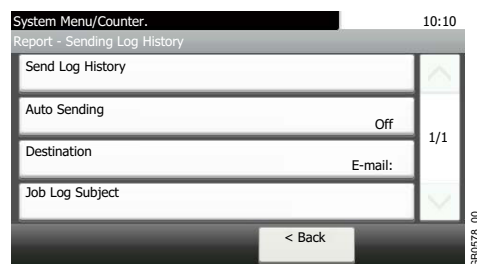 System Menu/Counter.
10:10
Report - Sending Log History
Send Log History
Auto Sending
Off
1/1
Destination
E-mail:
Job Log Subject
< Back
GB0578_00